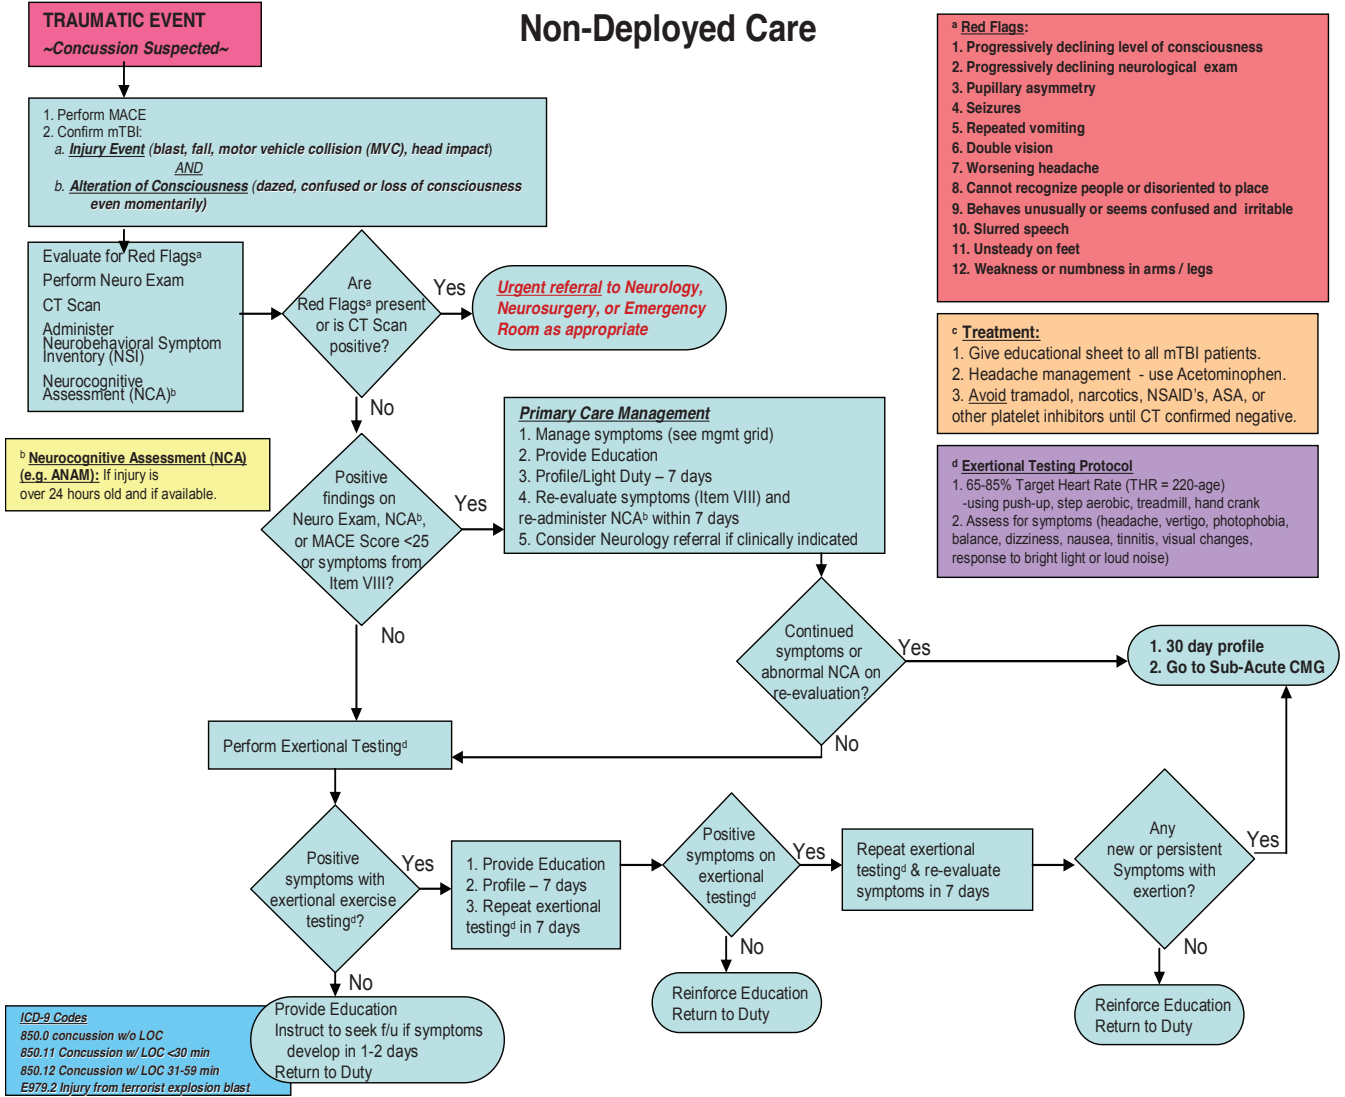 TRAUMATIC EVENT
~Concussion Suspected~
Non-Deployed Care
1. Perform MACE
2. Confirm mTBI:
a. Injury Event (blast, fall, motor vehicle collision (MVC), head impact)
AND
b. Alteration of Consciousness (dazed, confused or loss of consciousness
even momentarily)
a Red Flags:
1. Progressively declining level of consciousness
2. Progressively declining neurological exam
3. Pupillary asymmetry
4. Seizures
5. Repeated vomiting
6. Double vision
7. Worsening headache
8. Cannot recognize people or disoriented to place
9. Behaves unusually or seems confused and irritable
10. Slurred speech
11. Unsteady on feet
12. Weakness or numbness in arms / legs
Evaluate for Red Flagsa
Perform Neuro Exam
CT Scan
Administer
Neurobehavioral Symptom
Inventory (NSI)
Neurocognitive
Assessment (NCA)b
Are
Red Flagsa present
or is CT Scan
positive?
Yes
Urgent referral to Neurology,
Neurosurgery, or Emergency
Room as appropriate
No
c Treatment:
1. Give educational sheet to all mTBI patients.
2. Headache management - use Acetominophen.
3. Avoid tramadol, narcotics, NSAID's, ASA, or
other platelet inhibitors until CT confirmed negative.
b Neurocognitive Assessment (NCA)
(e.g. ANAM): If injury is
over 24 hours old and if available.
Positive
findings on
Neuro Exam, NCAb,
or MACE Score <25
or symptoms from
Item VIII?
Yes
Primary Care Management
1. Manage symptoms (see mgmt grid)
2. Provide Education
3. Profile/Light Duty – 7 days
4. Re-evaluate symptoms (Item VIII) and
re-administer NCAb within 7 days
5. Consider Neurology referral if clinically indicated
d Exertional Testing Protocol
1. 65-85% Target Heart Rate (THR = 220-age)
-using push-up, step aerobic, treadmill, hand crank
2. Assess for symptoms (headache, vertigo, photophobia,
balance, dizziness, nausea, tinnitis, visual changes,
response to bright light or loud noise)
No
Continued
symptoms or
abnormal NCA on
re-evaluation?
Yes
1. 30 day profile
2. Go to Sub-Acute CMG
No
Perform Exertional Testingd
Positive
symptoms with
exertional exercise
testingd?
Yes
1. Provide Education
2. Profile – 7 days
3. Repeat exertional
testingd in 7 days
Positive
symptoms on
exertional
testingd
Yes
Repeat exertional
testingd & re-evaluate
symptoms in 7 days
Any
new or persistent
Symptoms with
exertion?
Yes
No
No
No
Reinforce Education
Return to Duty
Reinforce Education
Return to Duty
Provide Education
Instruct to seek f/u if symptoms
develop in 1-2 days
Return to Duty
ICD-9 Codes
850.0 concussion w/o LOC
850.11 Concussion w/ LOC <30 min
850.12 Concussion w/ LOC 31-59 min
E979.2 Injury from terrorist explosion blast